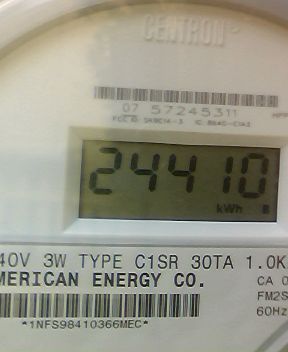 CENTRON
07 57245311
24410
kWh B
40V 3W TYPE C1SR 30TA 1.0K
MERICAN ENERGY CO.
CA 0
FM2S
60Hz
*1NFS98410366MEC*